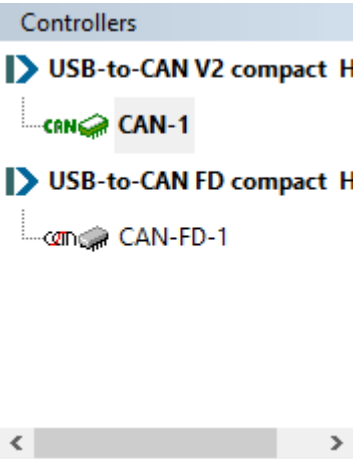 Controllers
USB-to-CAN V2 compact H
CAN CAN-1
USB-to-CAN FD compact H
can CAN-FD-1